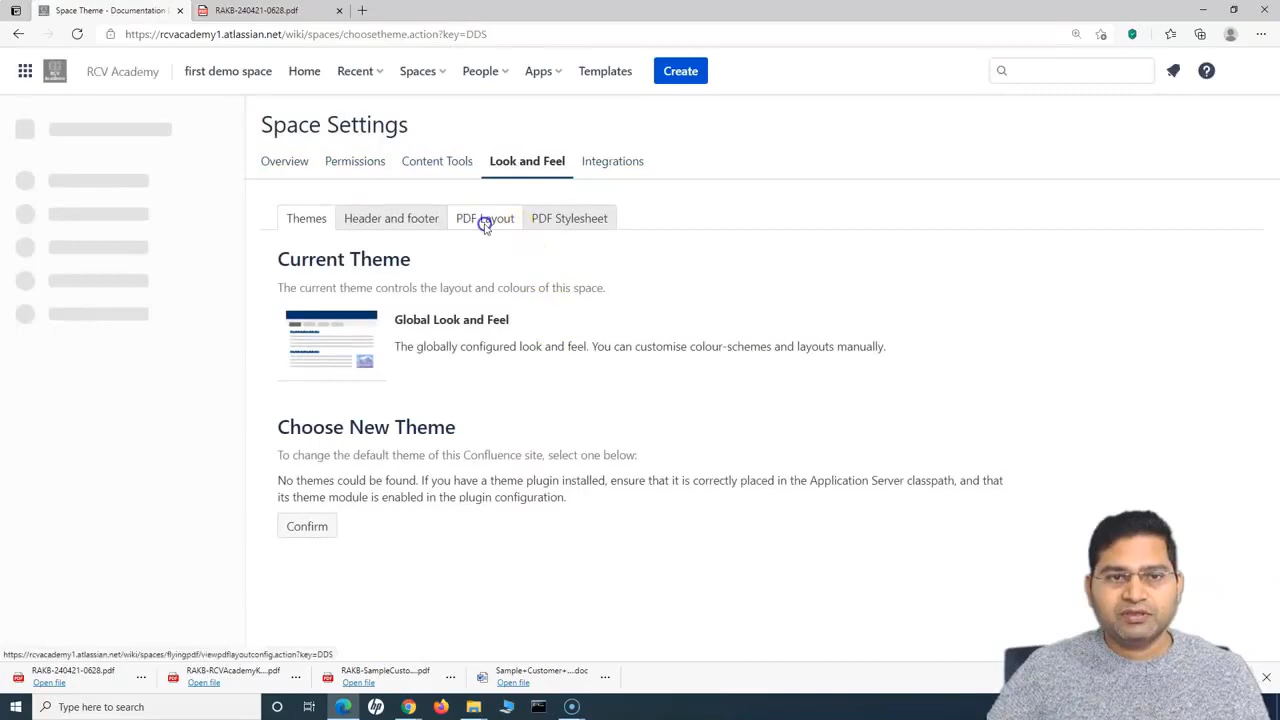 Space Theme - Documentation
RAKB-240421-0628.pdf
https://rcvacademy1.atlassian.net/wiki/spaces/choosetheme.action?key=DDS
RCV Academy
first demo space
Home
Recent
Spaces
People
Apps
Templates
Create
Space Settings
Overview
Permissions
Content Tools
Look and Feel
Integrations
Themes
Header and footer
PDF Layout
PDF Stylesheet
Current Theme
The current theme controls the layout and colours of this space.
Global Look and Feel
The globally configured look and feel. You can customise colour-schemes and layouts manually.
Choose New Theme
To change the default theme of this Confluence site, select one below:
No themes could be found. If you have a theme plugin installed, ensure that it is correctly placed in the Application Server classpath, and that
its theme module is enabled in the plugin configuration.
Confirm
https://rcvacademy1.atlassian.net/wiki/spaces/flyingpdf/viewpdflayoutconfig.action?key=DDS
RAKB-240421-0628.pdf
Open file
RAKB-RCVAcademyK....pdf
Open file
RAKB-SampleCusto....pdf
Open file
Sample+Customer+....doc
Open file
Type here to search